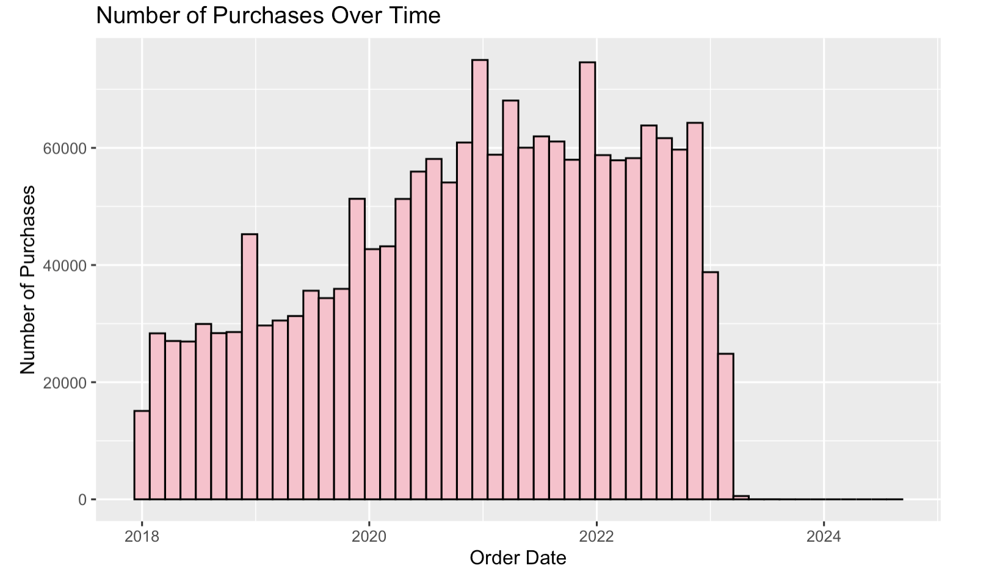 Number of Purchases Over Time
Number of Purchases
60000
40000
20000
0
2018
2020
2022
2024
Order Date